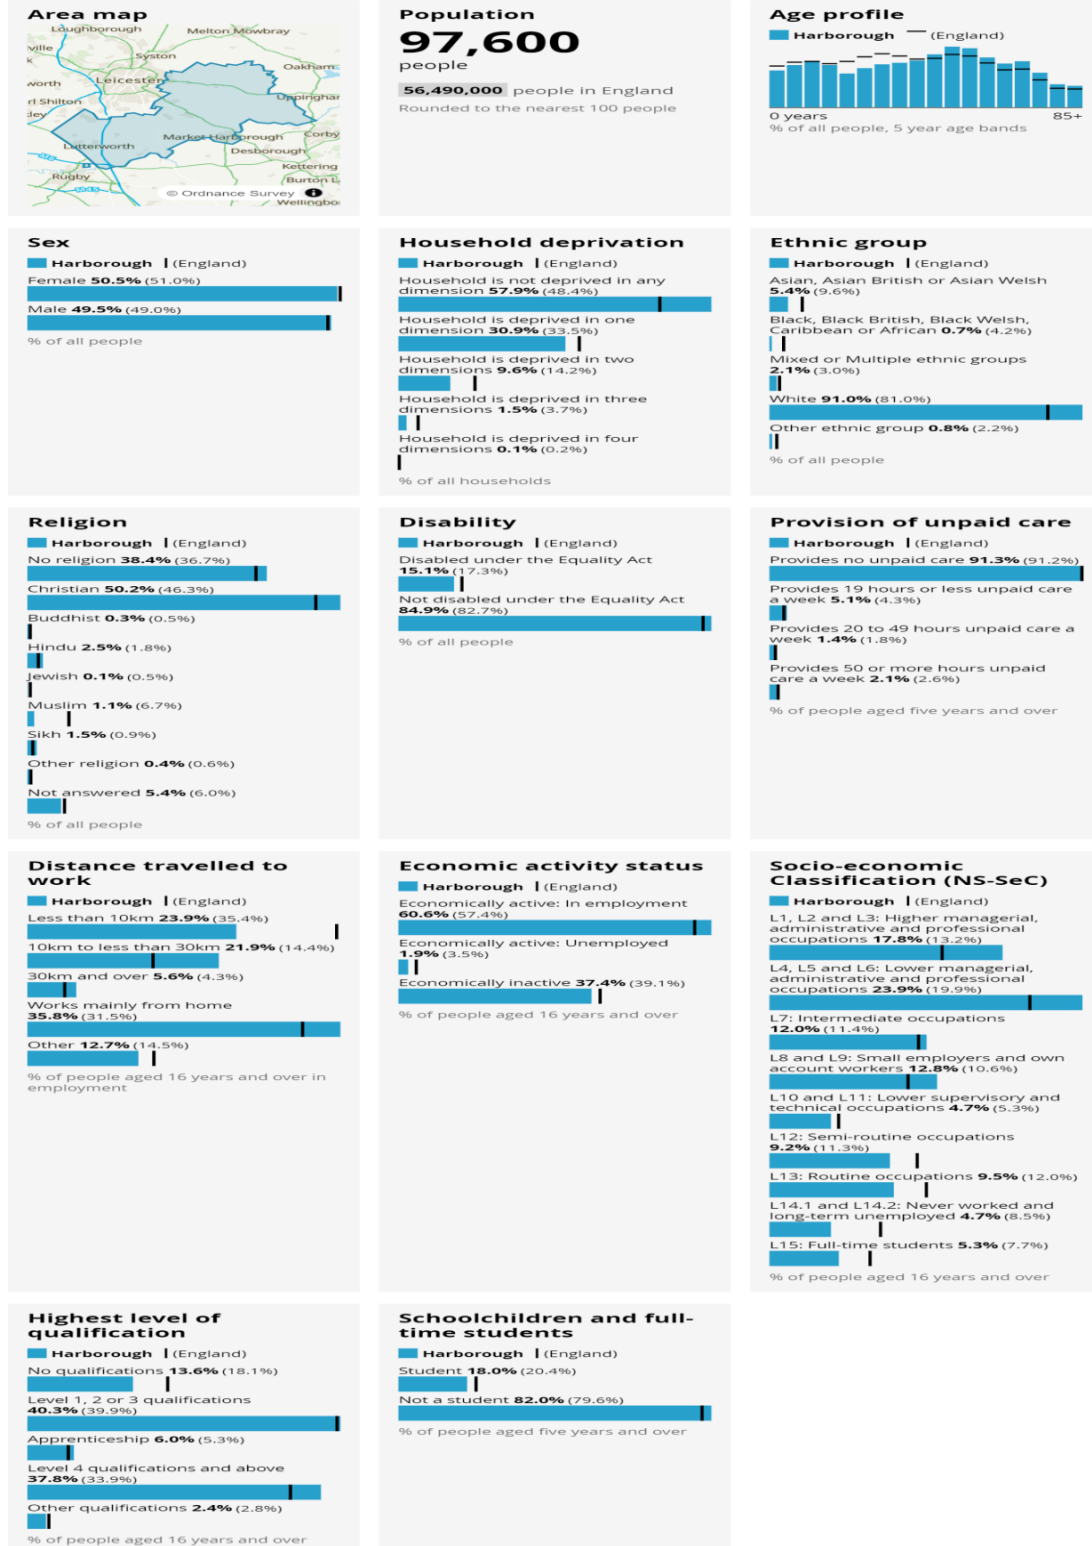 Area map
Loughborough
Melton Mowbray
ville
Syston
Oakham
worth
Leicester
rl Shilton
Uppinghar
dley
Market Harborough
Corby
Lutterworth
Desborough
Kettering
Rugby
Burton L
© Ordnance Survey
Wellingbo
Population
97,600
people
56,490,000 people in England
Rounded to the nearest 100 people
Age profile
Harborough (England)
0 years 85+
% of all people, 5 year age bands
Sex
Harborough (England)
Female 50.5% (51.0%)
Male 49.5% (49.0%)
% of all people
Household deprivation
Harborough (England)
Household is not deprived in any
dimension 57.9% (48.4%)
Household is deprived in one
dimension 30.9% (33.5%)
Household is deprived in two
dimensions 9.6% (14.2%)
Household is deprived in three
dimensions 1.5% (3.7%)
Household is deprived in four
dimensions 0.1% (0.2%)
% of all households
Ethnic group
Harborough (England)
Asian, Asian British or Asian Welsh
5.4% (9.6%)
Black, Black British, Black Welsh,
Caribbean or African 0.7% (4.2%)
Mixed or Multiple ethnic groups
2.1% (3.0%)
White 91.0% (81.0%)
Other ethnic group 0.8% (2.2%)
% of all people
Religion
Harborough (England)
No religion 38.4% (36.7%)
Christian 50.2% (46.3%)
Buddhist 0.3% (0.5%)
Hindu 2.5% (1.8%)
Jewish 0.1% (0.5%)
Muslim 1.1% (6.7%)
Sikh 1.5% (0.9%)
Other religion 0.4% (0.6%)
Not answered 5.4% (6.0%)
% of all people
Disability
Harborough (England)
Disabled under the Equality Act
15.1% (17.3%)
Not disabled under the Equality Act
84.9% (82.7%)
% of all people
Provision of unpaid care
Harborough (England)
Provides no unpaid care 91.3% (91.2%)
Provides 19 hours or less unpaid care
a week 5.1% (4.3%)
Provides 20 to 49 hours unpaid care a
week 1.4% (1.8%)
Provides 50 or more hours unpaid
care a week 2.1% (2.6%)
% of people aged five years and over
Distance travelled to
work
Harborough (England)
Less than 10km 23.9% (35.4%)
10km to less than 30km 21.9% (14.4%)
30km and over 5.6% (4.3%)
Works mainly from home
35.8% (31.5%)
Other 12.7% (14.5%)
% of people aged 16 years and over in
employment
Economic activity status
Harborough (England)
Economically active: In employment
60.6% (57.4%)
Economically active: Unemployed
1.9% (3.5%)
Economically inactive 37.4% (39.1%)
% of people aged 16 years and over
Socio-economic
Classification (NS-SeC)
Harborough (England)
L1, L2 and L3: Higher managerial,
administrative and professional
occupations 17.8% (13.2%)
L4, L5 and L6: Lower managerial,
administrative and professional
occupations 23.9% (19.9%)
L7: Intermediate occupations
12.0% (11.4%)
L8 and L9: Small employers and own
account workers 12.8% (10.6%)
L10 and L11: Lower supervisory and
technical occupations 4.7% (5.3%)
L12: Semi-routine occupations
9.2% (11.3%)
L13: Routine occupations 9.5% (12.0%)
L14.1 and L14.2: Never worked and
long-term unemployed 4.7% (8.5%)
L15: Full-time students 5.3% (7.7%)
% of people aged 16 years and over
Highest level of
qualification
Harborough (England)
No qualifications 13.6% (18.1%)
Level 1, 2 or 3 qualifications
40.3% (39.9%)
Apprenticeship 6.0% (5.3%)
Level 4 qualifications and above
37.8% (33.9%)
Other qualifications 2.4% (2.8%)
% of people aged 16 years and over
Schoolchildren and full-
time students
Harborough (England)
Student 18.0% (20.4%)
Not a student 82.0% (79.6%)
% of people aged five years and over